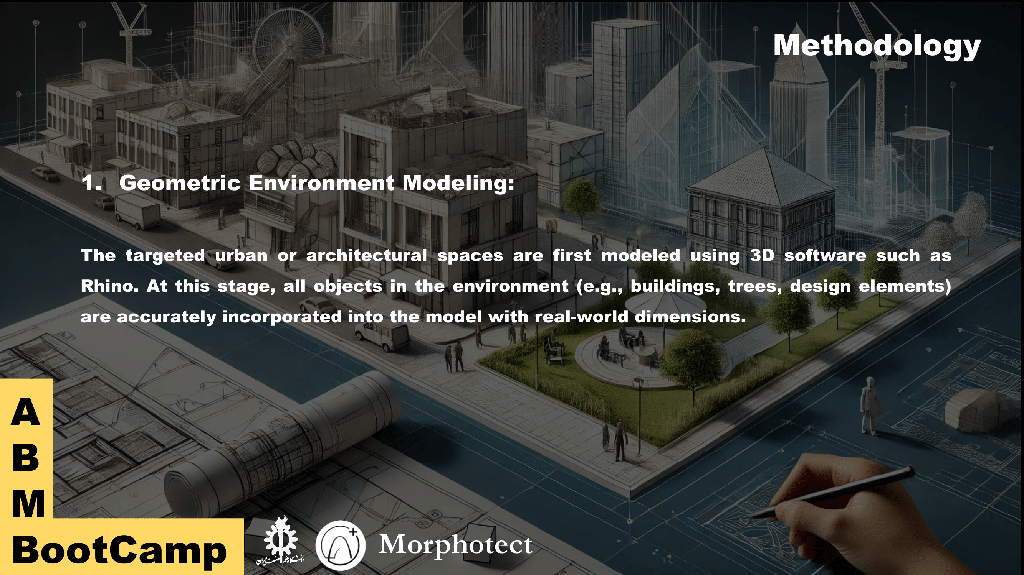 Methodology
1. Geometric Environment Modeling:
The targeted urban or architectural spaces are first modeled using 3D software such as
Rhino. At this stage, all objects in the environment (e.g., buildings, trees, design elements)
are accurately incorporated into the model with real-world dimensions.
A
B
M
BootCamp
Morphotect